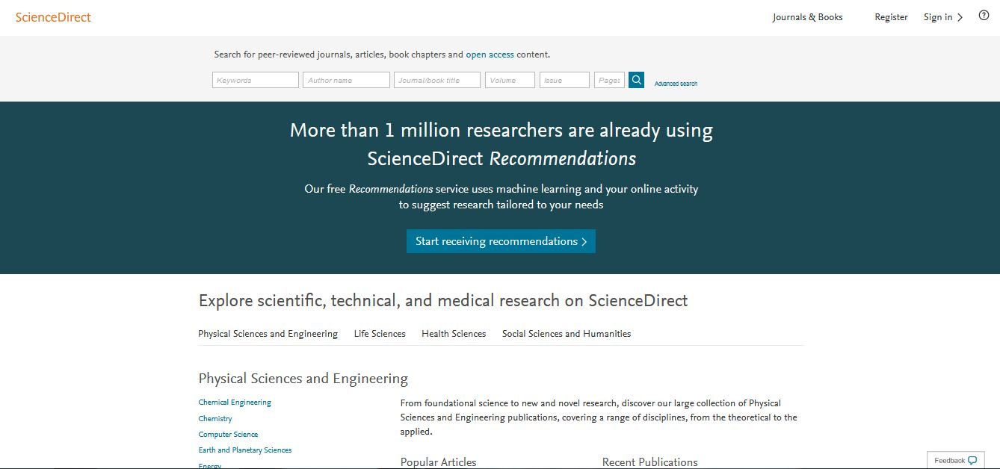 ScienceDirect
Journals & Books
Register
Sign in
?
Search for peer-reviewed journals, articles, book chapters and open access content.
Keywords
Author name
Journal/book title
Volume
Issue
Pages
Advanced search
More than 1 million researchers are already using
ScienceDirect Recommendations
Our free Recommendations service uses machine learning and your online activity
to suggest research tailored to your needs
Start receiving recommendations
Explore scientific, technical, and medical research on ScienceDirect
Physical Sciences and Engineering
Life Sciences
Health Sciences
Social Sciences and Humanities
Physical Sciences and Engineering
Chemical Engineering
Chemistry
Computer Science
Earth and Planetary Sciences
Energy
From foundational science to new and novel research, discover our large collection of Physical
Sciences and Engineering publications, covering a range of disciplines, from the theoretical to the
applied.
Popular Articles
Recent Publications
Feedback